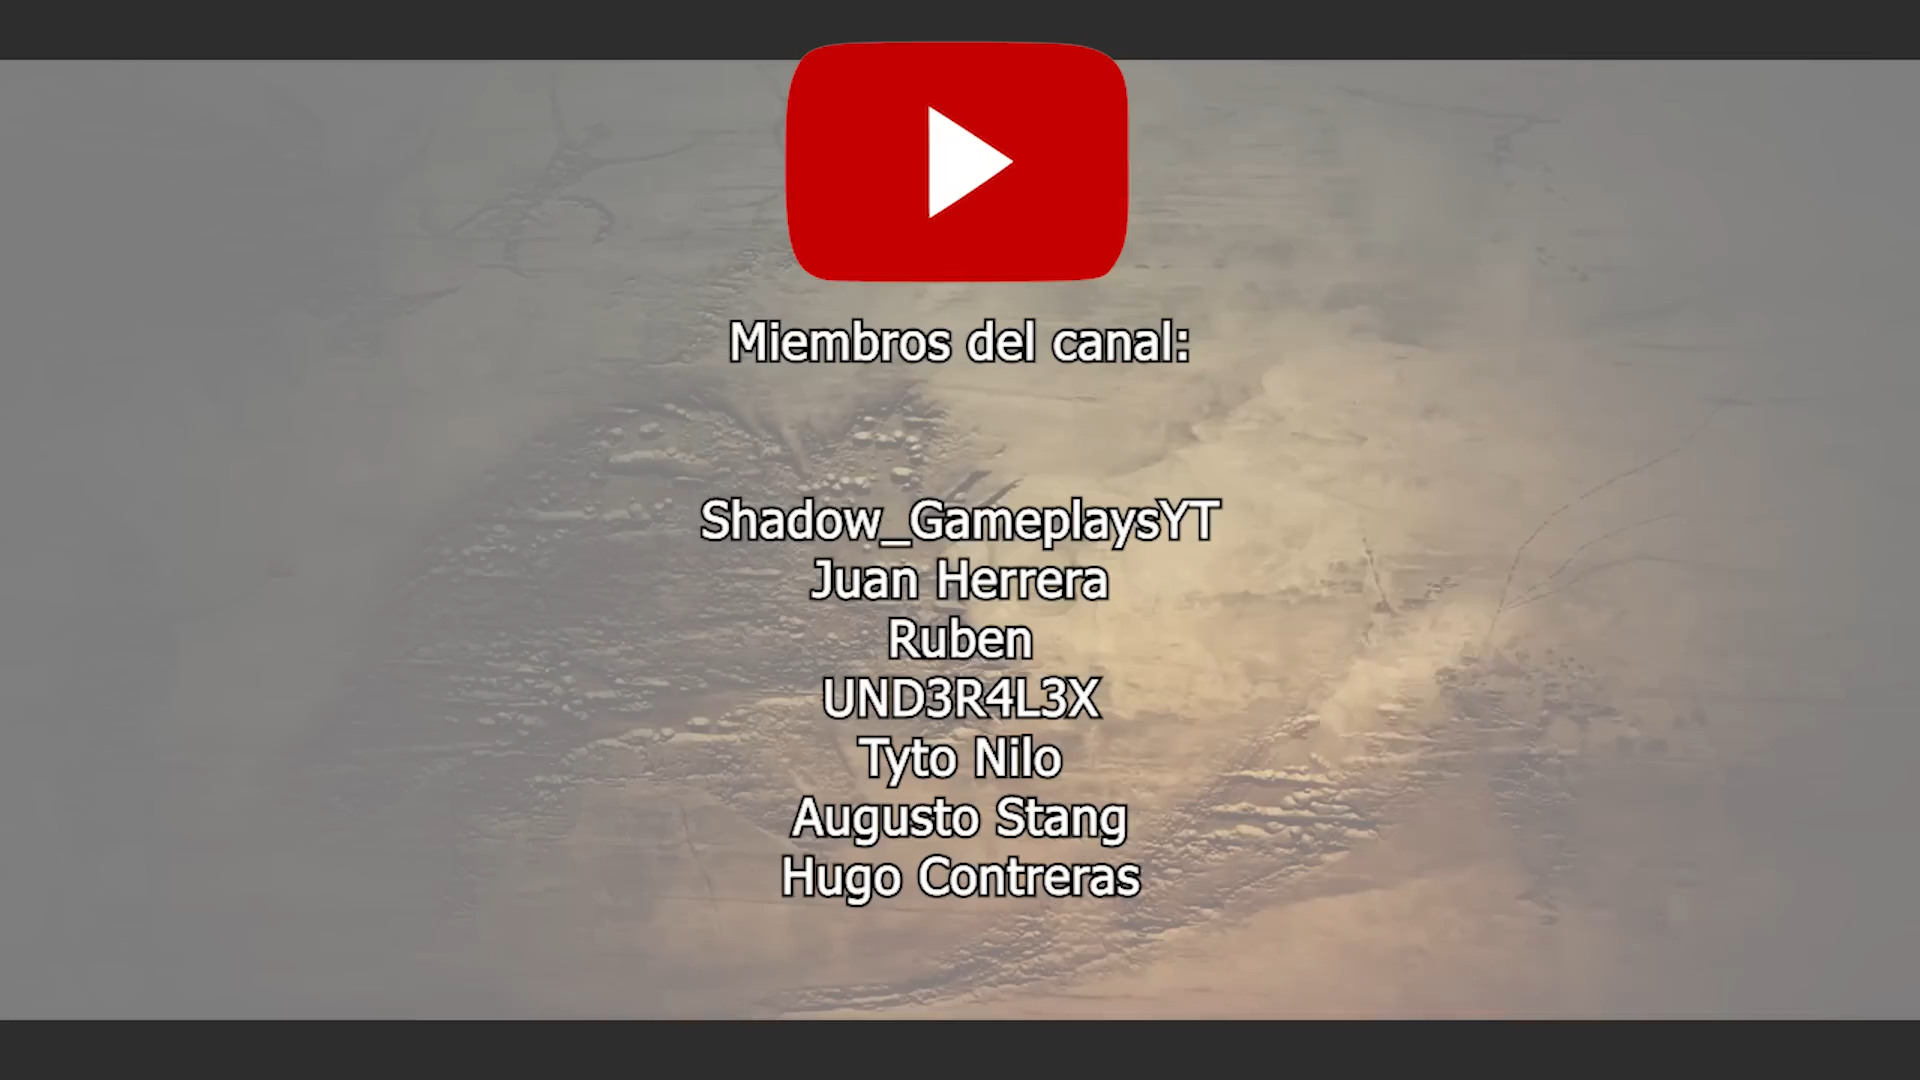 Miembros del canal:
Shadow_GameplaysYT
Juan Herrera
Ruben
UND3R4L3X
Tyto Nilo
Augusto Stang
Hugo Contreras